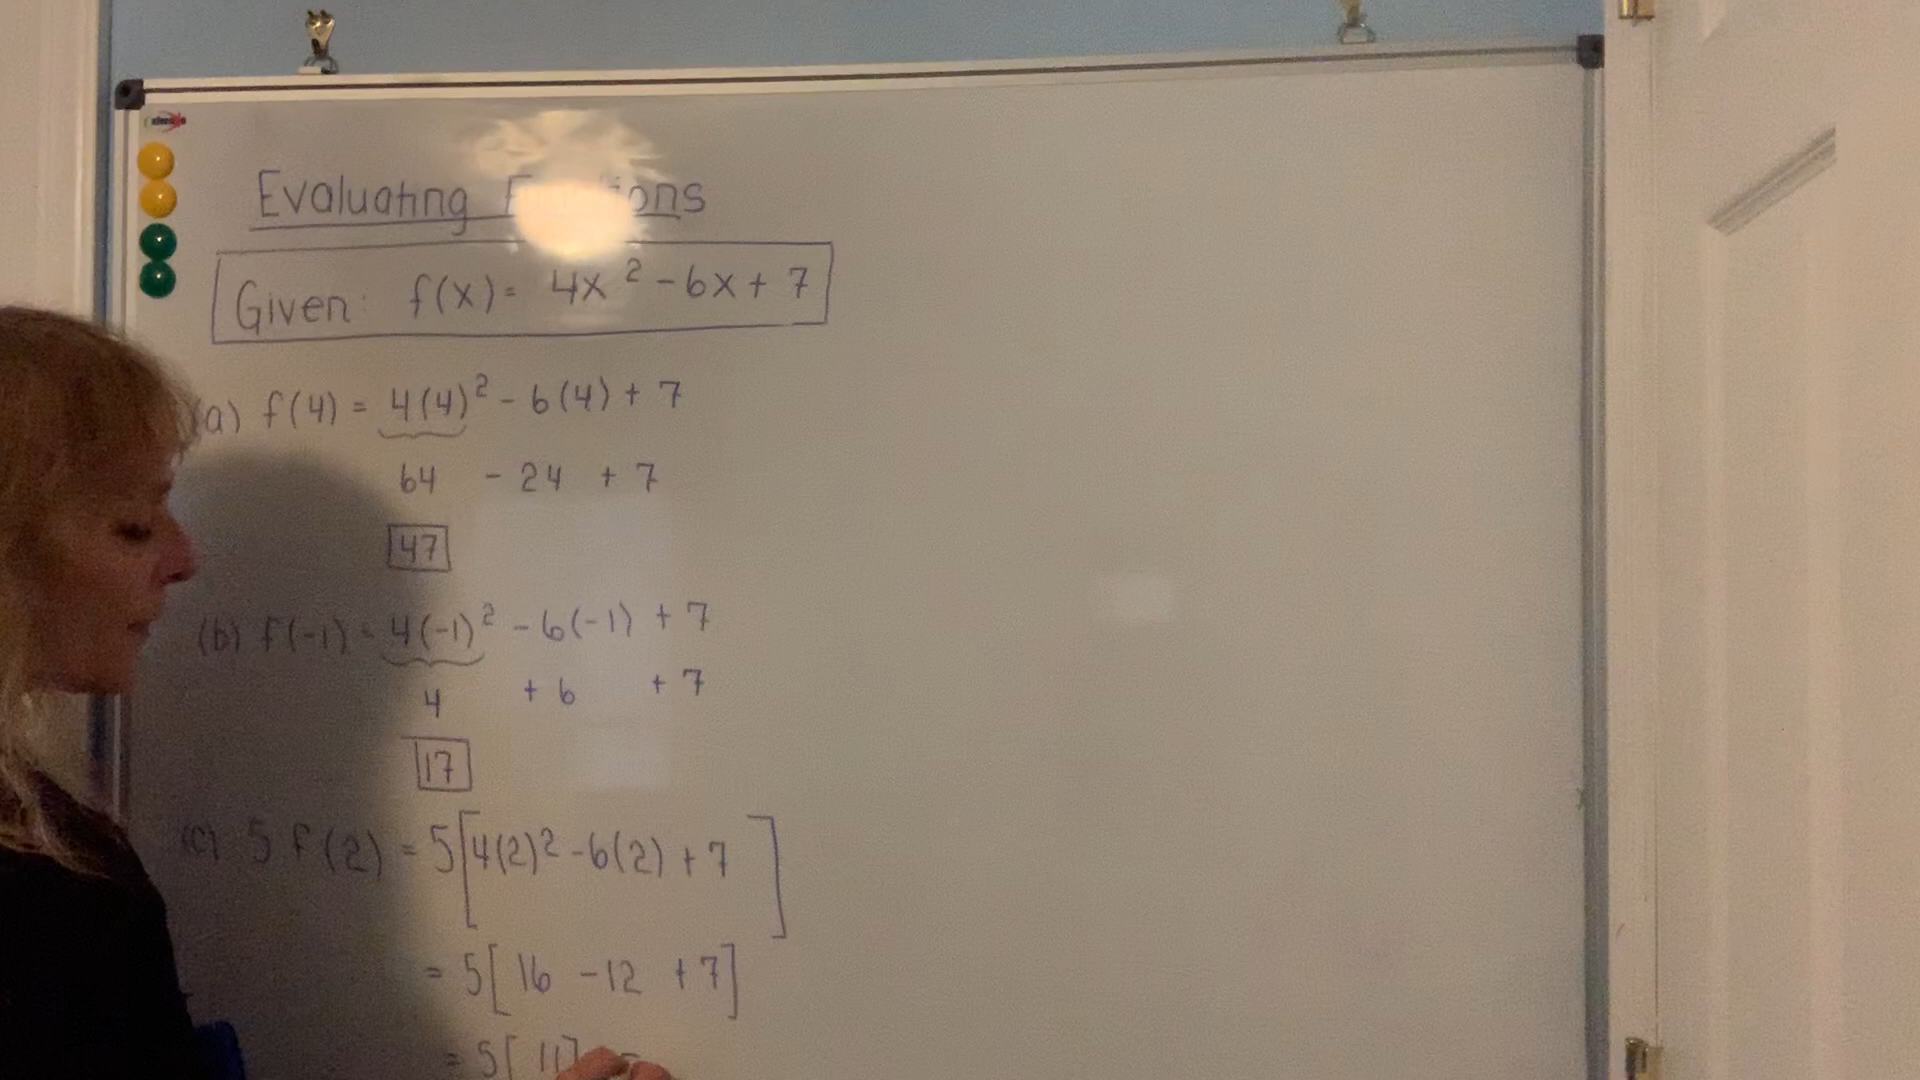 Evaluating
Given: f(x) = 4x² - 6x + 7
(a) f(4) = 4(4)² - 6(4) + 7
64 - 24 + 7
47
(b) f(-1) = 4(-1)² - 6(-1) + 7
4 + 6 + 7
17
(c) 5 f(2) = 5[4(2)² - 6(2) + 7]
= 5[16 - 12 + 7]
= 5[11]